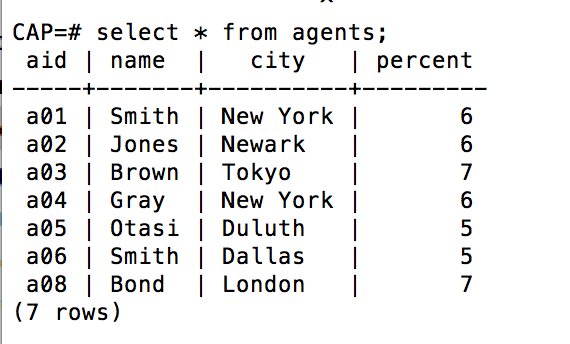 CAP=# select * from agents;
 aid | name  |   city    | percent
-----+-------+-----------+---------
 a01 | Smith | New York  |       6
 a02 | Jones | Newark    |       6
 a03 | Brown | Tokyo     |       7
 a04 | Gray  | New York  |       6
 a05 | Otasi | Duluth    |       5
 a06 | Smith | Dallas    |       5
 a08 | Bond  | London    |       7
(7 rows)